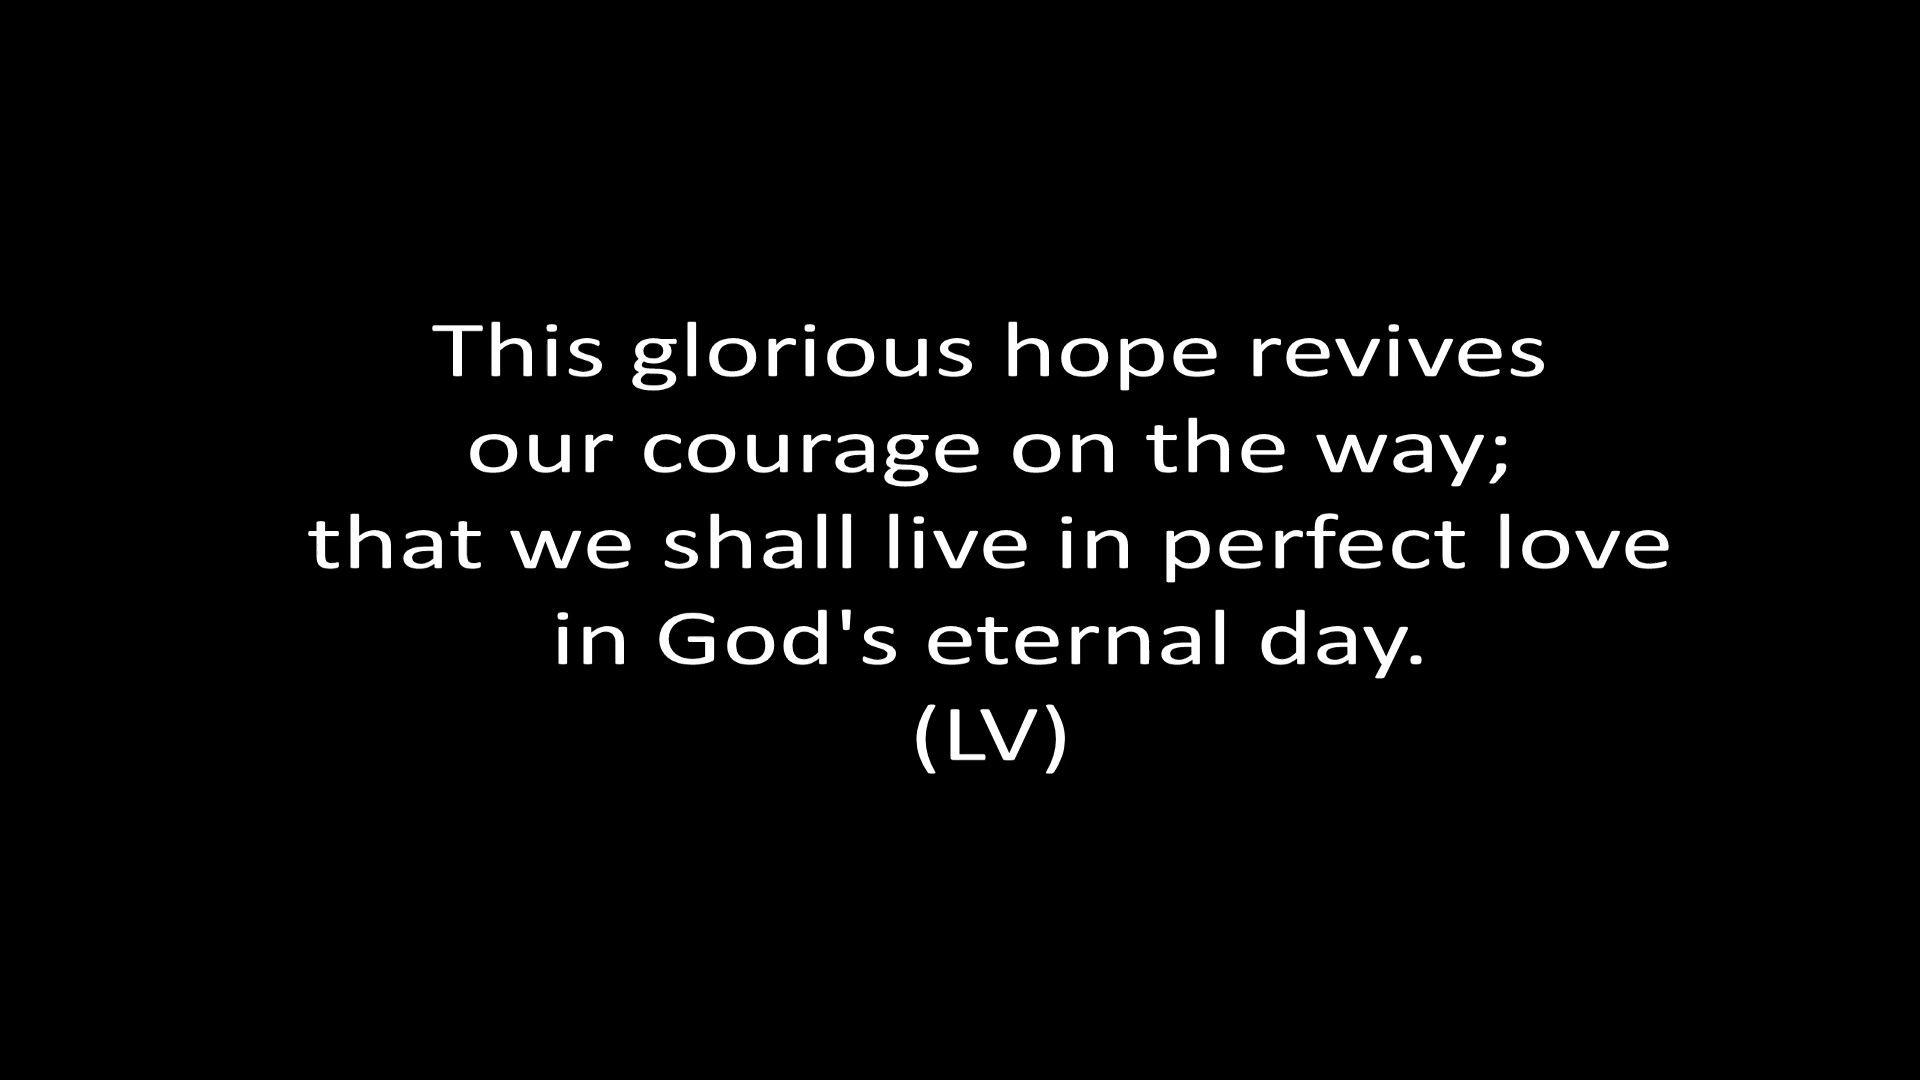 This glorious hope revives
our courage on the way;
that we shall live in perfect love
in God's eternal day.
(LV)